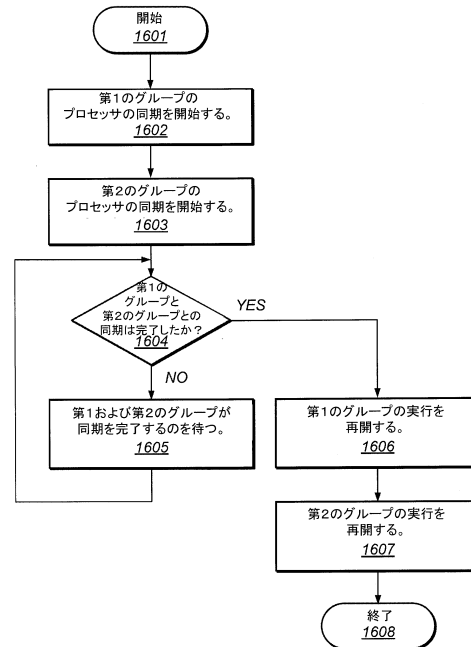 開始
1601
第1のグループの
プロセッサの同期を開始する。
1602
第2のグループの
プロセッサの同期を開始する。
1603
第1の
グループと
第2のグループとの
同期は完了したか？
1604
YES
NO
第1および第2のグループが
同期を完了するのを待つ。
1605
第1のグループの実行を
再開する。
1606
第2のグループの実行を
再開する。
1607
終了
1608